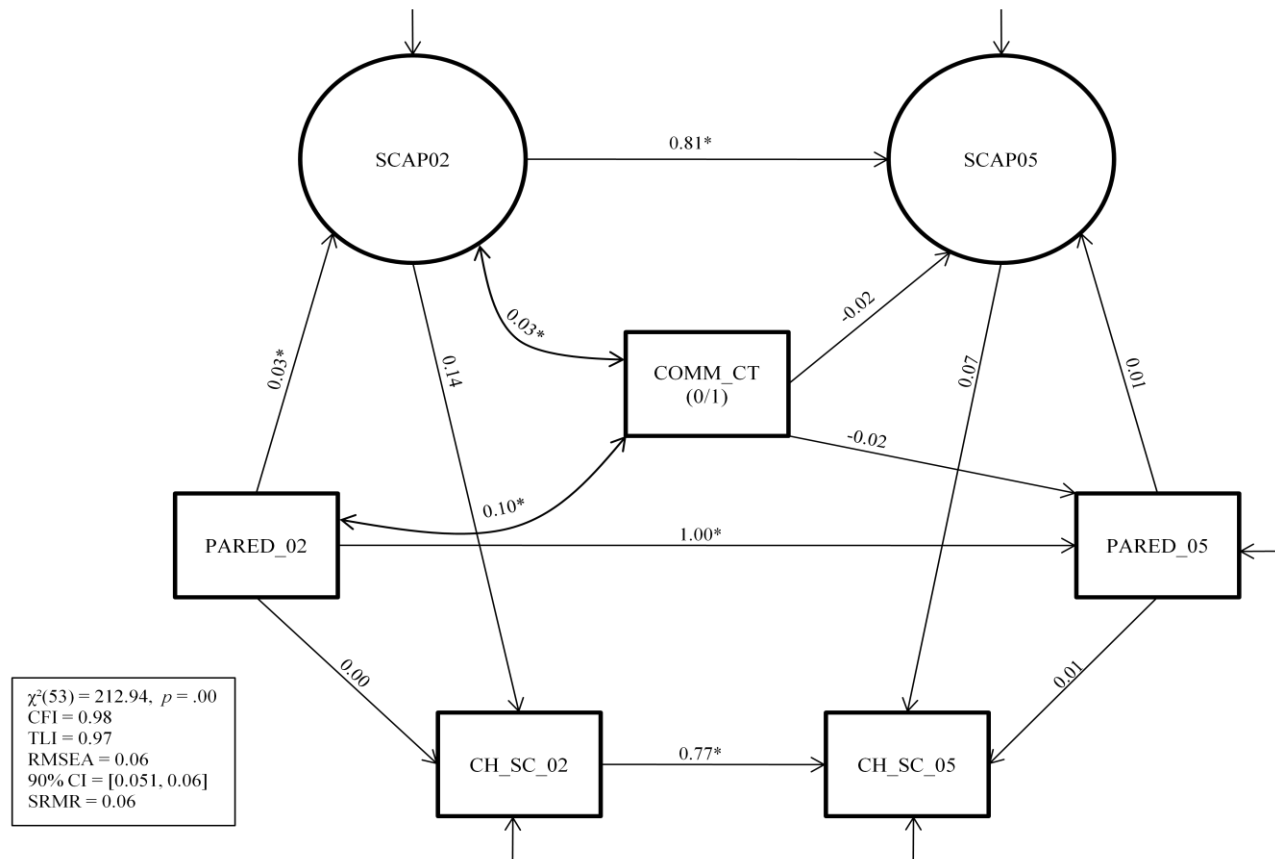 SCAP02
0.81*
SCAP05
0.03*
0.14
0.03*
COMM_CT
(0/1)
-0.02
-0.02
0.07
0.01
PARED_02
0.10*
1.00*
PARED_05
0.00
0.01
CH_SC_02
0.77*
CH_SC_05
χ²(53) = 212.94, p = .00
CFI = 0.98
TLI = 0.97
RMSEA = 0.06
90% CI = [0.051, 0.06]
SRMR = 0.06